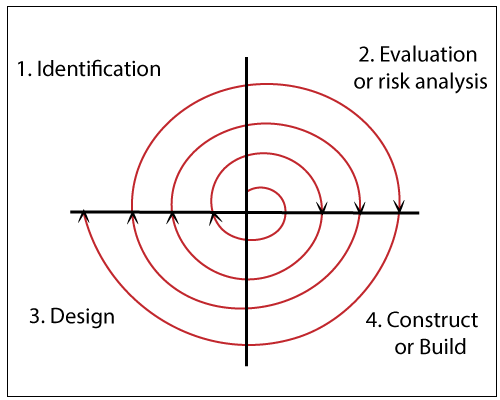 1. Identification
2. Evaluation
or risk analysis
3. Design
4. Construct
or Build